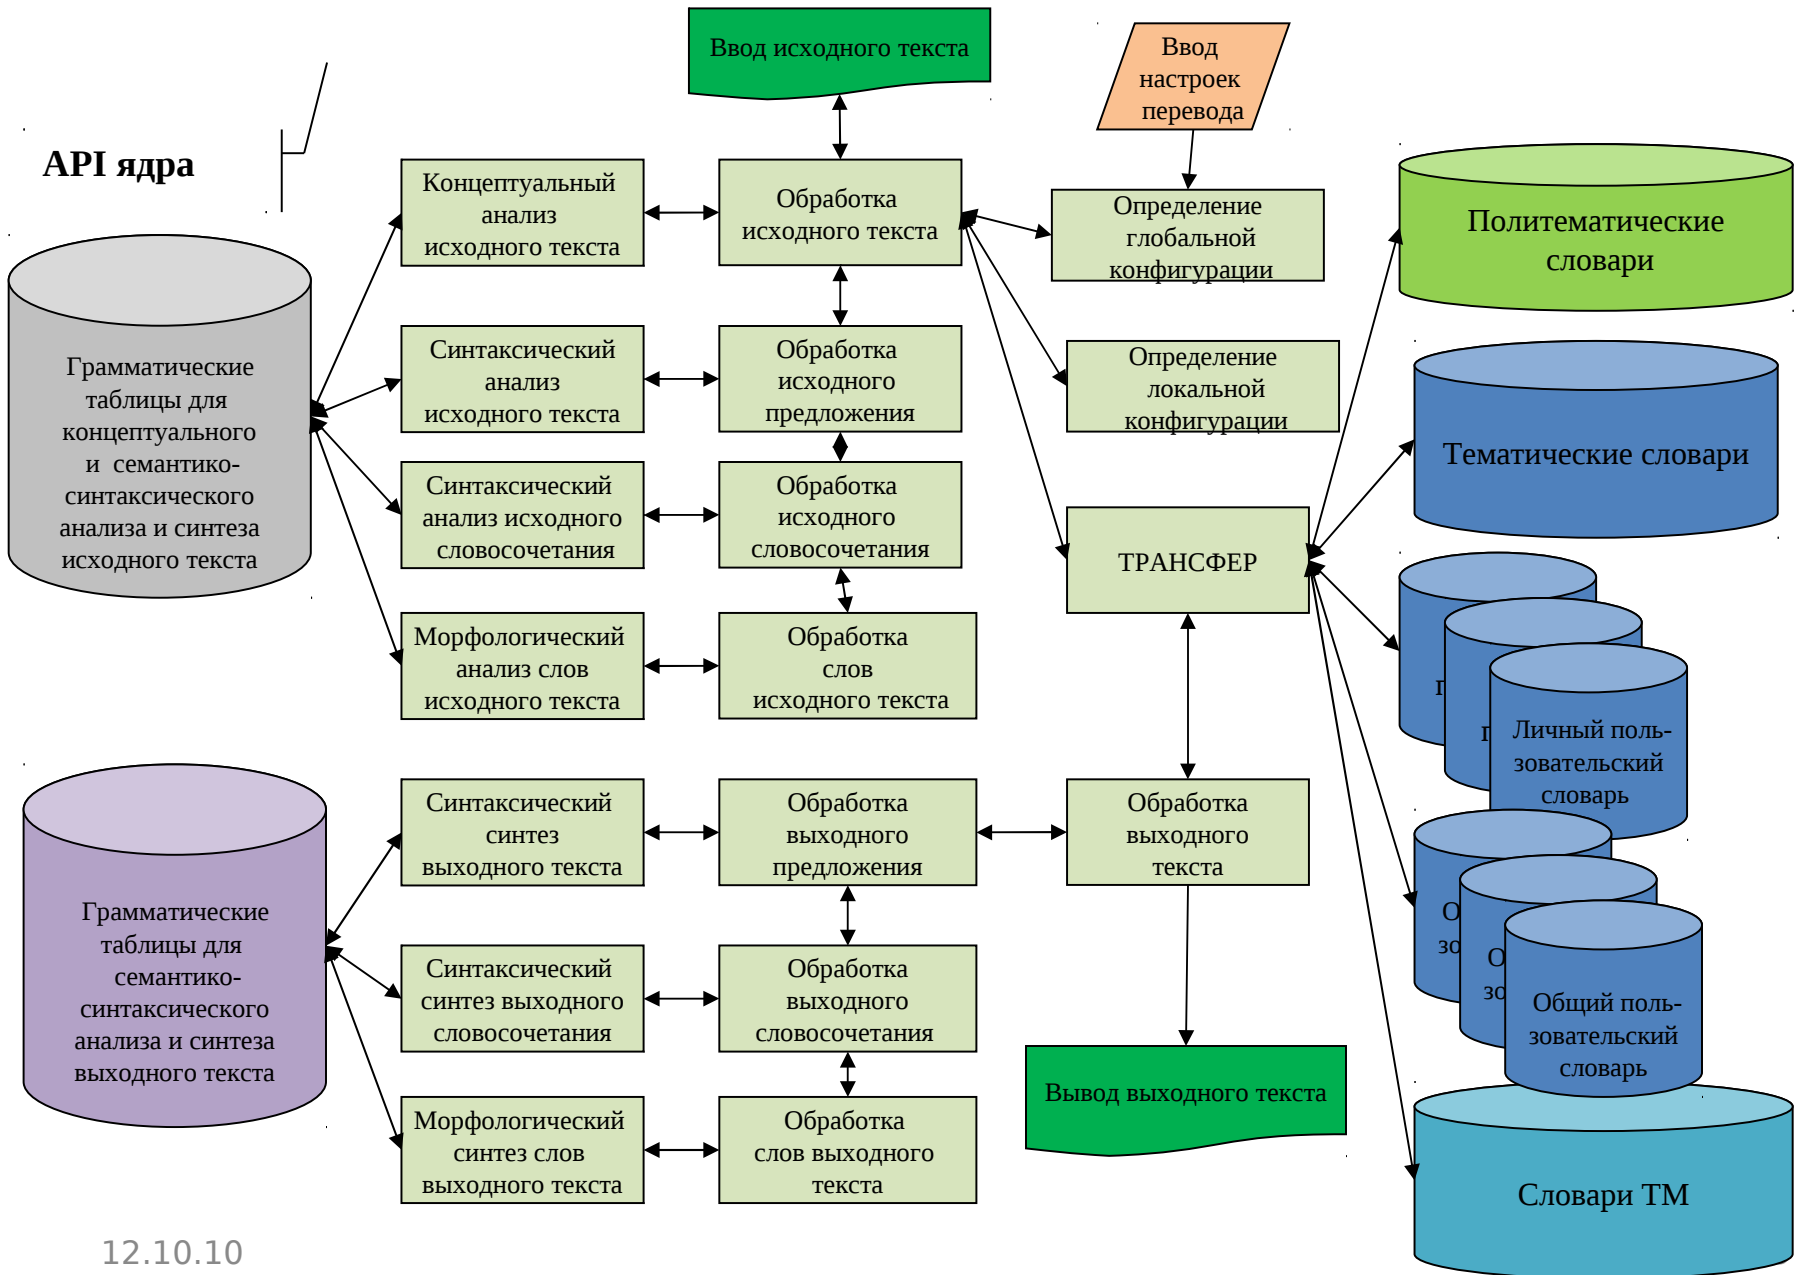 Ввод исходного текста
Ввод
настроек
перевода
API ядра
Концептуальный
анализ
исходного текста
Обработка
исходного текста
Определение
глобальной
конфигурации
Политематические
словари
Грамматические
таблицы для
концептуального
и семантико-
синтаксического
анализа и синтеза
исходного текста
Синтаксический
анализ
исходного текста
Обработка
исходного
предложения
Определение
локальной
конфигурации
Тематические словари
Синтаксический
анализ исходного
словосочетания
Обработка
исходного
словосочетания
ТРАНСФЕР
Морфологический
анализ слов
исходного текста
Обработка
слов
исходного текста
Личный поль-
зовательский
словарь
Грамматические
таблицы для
семантико-
синтаксического
анализа и синтеза
выходного текста
Синтаксический
синтез
выходного текста
Обработка
выходного
предложения
Обработка
выходного
текста
О
зо
О
зо
Общий поль-
зовательский
словарь
Синтаксический
синтез выходного
словосочетания
Обработка
выходного
словосочетания
Вывод выходного текста
Морфологический
синтез слов
выходного текста
Обработка
слов выходного
текста
Словари ТМ
12.10.10